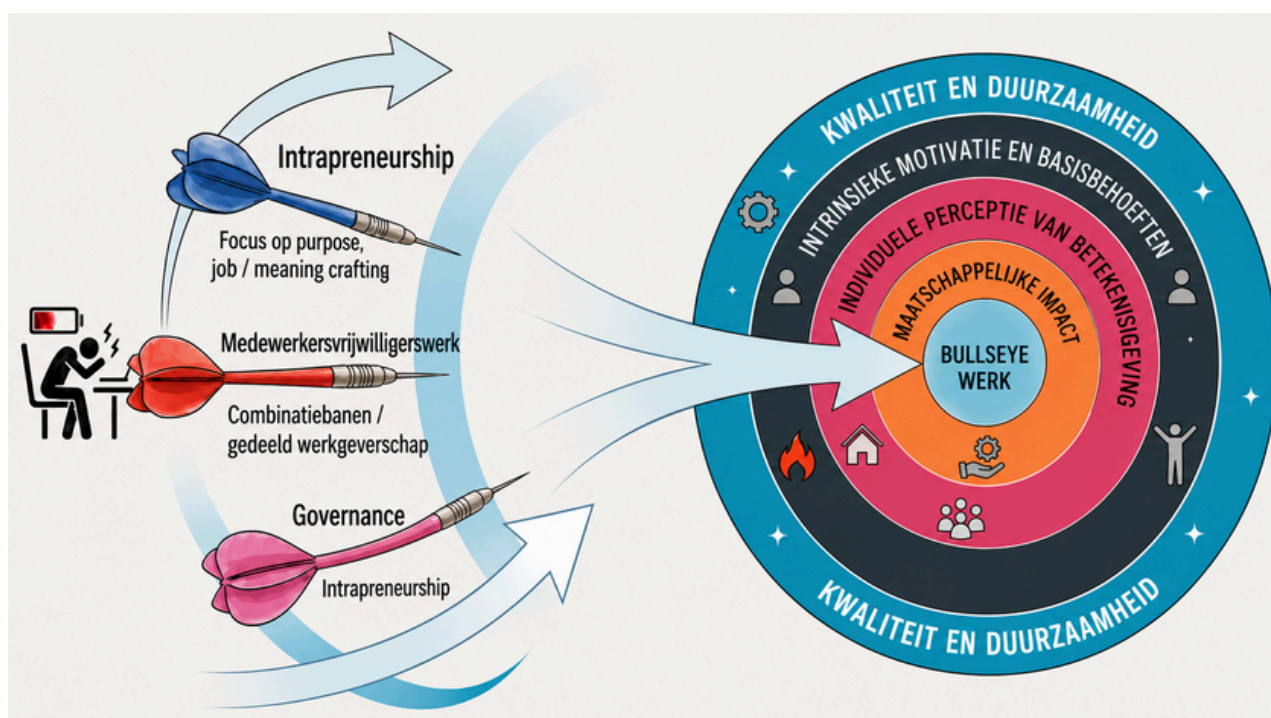 Intrapreneurship
Focus op purpose,
job / meaning crafting
Medewerkersvrijwilligerswerk
Combinatiebanen /
gedeeld werkgeverschap
Governance
Intrapreneurship
KWALITEIT EN DUURZAAMHEID
INTRINSIEKE MOTIVATIE EN BASISBEHOEFTEN
INDIVIDUELE PERCEPTIE VAN BETEKENISIGEVING
MAATSCHAPPELIJKE IMPACT
BULLSEYE
WERK
KWALITEIT EN DUURZAAMHEID